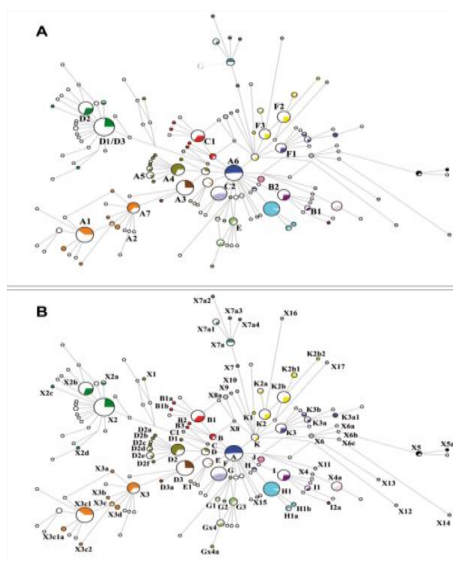 A
D2
D1/D3
C1
F2
F3
F1
A6
A5
A4
A3
C2
B2
B1
E
A1
A7
A2
B
X7a2
X7a3
X7a1
X7a4
X7a
X16
K2b2
K2b1
X17
X7
X10
X9
X8a
X8
K2a
K2b
K1
K2
K
K3b
K3a
K3a1
K3
X6a
X6b
X6
X6c
X5
X1
X2a
X2b
X2c
X2
X2d
B1a
B1b
B1
B2
B
C1
C
D2a
D1
D2b
D2c
D2d
D2
D2e
D2f
D
E
F
A
D3
G
H
J
I
X4
X11
X4a
I1
I2a
X13
X12
X14
X15
H1
H1b
H1a
X3a
D3a
E1
X3b
X3
X3c
X3d
X3c1
X3c1a
X3c2
G1
G2
G3
Gx4
Gx4a